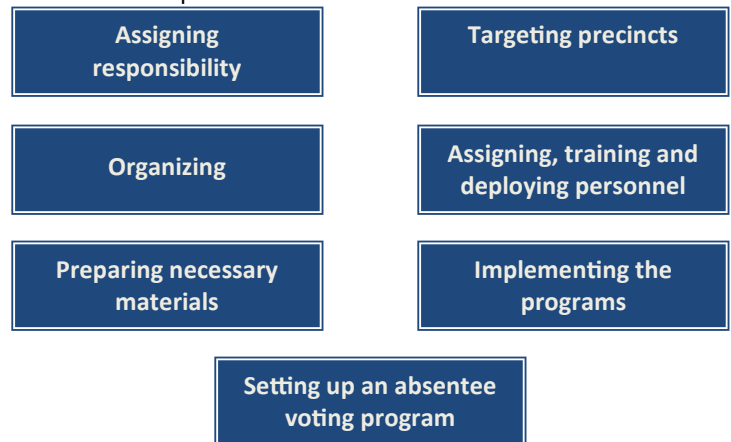 Assigning
responsibility
Targeting precincts
Organizing
Assigning, training and
deploying personnel
Preparing necessary
materials
Implementing the
programs
Setting up an absentee
voting program